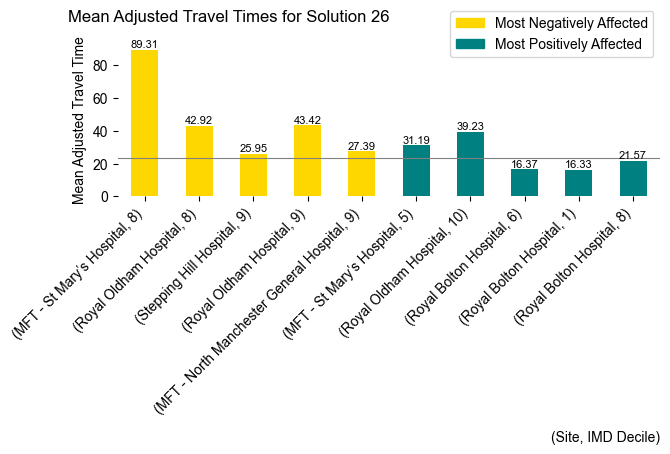 Mean Adjusted Travel Times for Solution 26
Most Negatively Affected
Most Positively Affected
Mean Adjusted Travel Time
80
60
40
20
0
89.31
42.92
25.95
43.42
27.39
31.19
39.23
16.37
16.33
21.57
(MFT - St Mary's Hospital, 8)
(Royal Oldham Hospital, 8)
(Stepping Hill Hospital, 9)
(Royal Oldham Hospital, 9)
(MFT - North Manchester General Hospital, 9)
(MFT - St Mary's Hospital, 5)
(Royal Oldham Hospital, 10)
(Royal Bolton Hospital, 6)
(Royal Bolton Hospital, 1)
(Royal Bolton Hospital, 8)
(Site, IMD Decile)